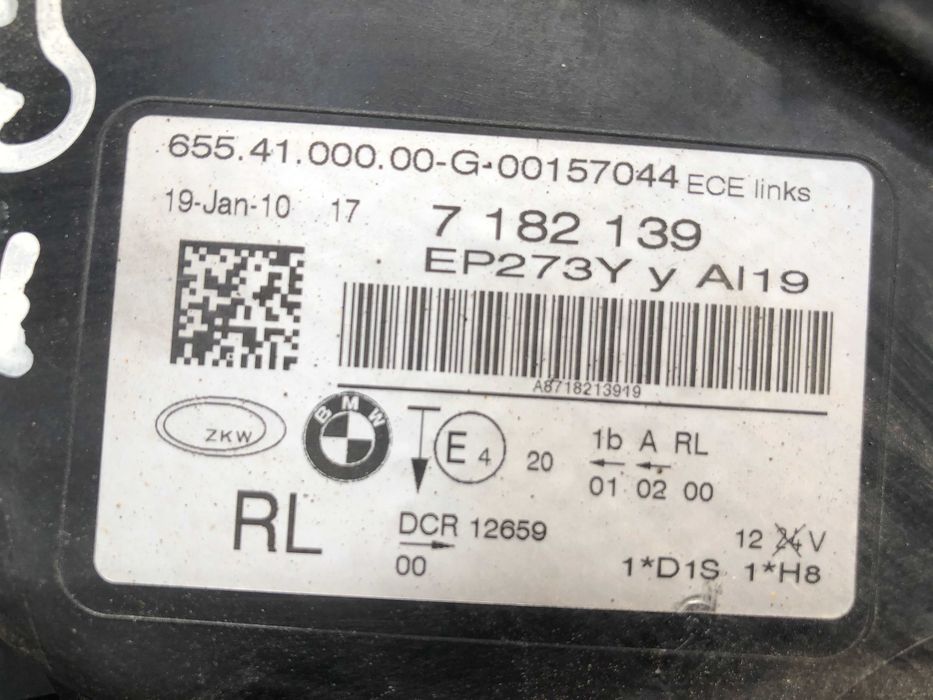 655.41.000.00-G-00157044 ECE links
19-Jan-10 17 7 182 139
EP273Y y AI19
A8718213919
ZKW
BMW
E4 20
1b A RL
01 02 00
RL
DCR 12659
00
12 24 V
1*D1S 1*H8